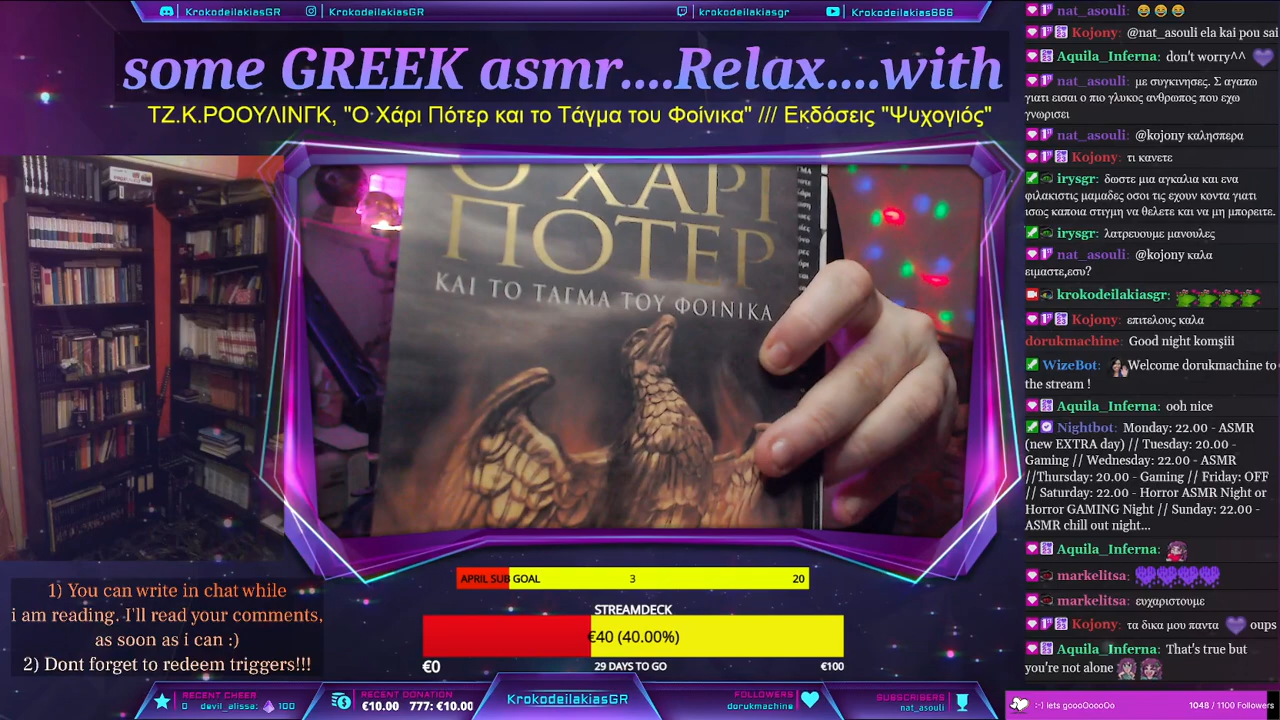 KrokodeilakiasGR
KrokodeilakiasGR
krokodeilakiasgr
Krokodeilakias666
some GREEK asmr....Relax....with
ΤΖ.Κ.ΡΟΟΥΛΙΝΓΚ, "Ο Χάρι Πότερ και το Τάγμα του Φοίνικα" /// Εκδόσεις "Ψυχογιός"
Ο ΧΑΡΙ
ΠΟΤΕΡ
ΚΑΙ ΤΟ ΤΑΓΜΑ ΤΟΥ ΦΟΙΝΙΚΑ
1) You can write in chat while
i am reading. I'll read your comments,
as soon as i can :)
2) Dont forget to redeem triggers!!!
APRIL SUB GOAL 3 20
STREAMDECK
€40 (40.00%)
€0 29 DAYS TO GO €100
RECENT CHEER
0 devil_alissa: 100
RECENT DONATION
€10.00 777: €10.00
KrokodeilakiasGR
FOLLOWERS
dorukmachine
SUBSCRIBERS
nat_asouli
nat_asouli:
Kojony: @nat_asouli ela kai pou sai
Aquila_Inferna: don't worry^^
nat_asouli: με συγκινησες. Σ αγαπω
γιατι εισαι ο πιο γλυκος ανθρωπος που εχω
γνωρισει
nat_asouli: @kojony καλησπερα
Kojony: τι κανετε
irysgr: δωστε μια αγκαλια και ενα
φιλακιστις μαμαδες οσοι τις εχουν κοντα γιατι
ισως καποια στιγμη να θελετε και να μη μπορειτε.
irysgr: λατρευουμε μανουλες
nat_asouli: @kojony καλα
ειμαστε,εσυ?
krokodeilakiasgr:
Kojony: επιτελους καλα
dorukmachine: Good night komşiii
WizeBot: Welcome dorukmachine to
the stream !
Aquila_Inferna: ooh nice
Nightbot: Monday: 22.00 - ASMR
(new EXTRA day) // Tuesday: 20.00 -
Gaming // Wednesday: 22.00 - ASMR
//Thursday: 20.00 - Gaming // Friday: OFF
// Saturday: 22.00 - Horror ASMR Night or
Horror GAMING Night // Sunday: 22.00 -
ASMR chill out night...
Aquila_Inferna:
markelitsa:
markelitsa: ευχαριστουμε
Kojony: τα δικα μου παντα oups
Aquila_Inferna: That's true but
you're not alone
:-) lets goooOoooOo 1048 / 1100 Followers